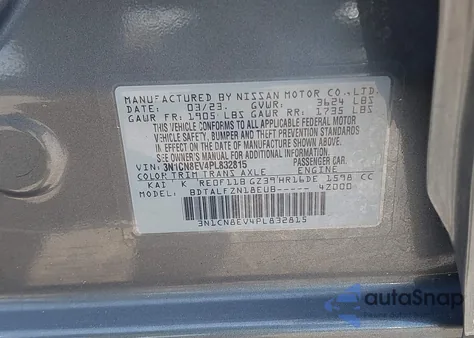 MANUFACTURED BY NISSAN MOTOR CO.,LTD.
DATE: 03/23. GVWR: 3624 LBS
GAWR FR: 1905 LBS GAWR RR: 1735 LBS
THIS VEHICLE CONFORMS TO ALL APPLICABLE FEDERAL MOTOR
VEHICLE SAFETY, BUMPER AND THEFT PREVENTION STANDARDS
IN EFFECT ON THE DATE OF MANUFACTURE SHOWN ABOVE.
SEE OWNER'S MANUAL FOR FURTHER INFORMATION.
VIN: 3N1CN8EV4PL832815 PASSENGER CAR.
COLOR TRIM TRANS AXLE ENGINE
KAI K RE0F11B GZ39 HR16DE 1598 CC
MODEL: BDTALFZN18EUB----- 4Z000
3N1CN8EV4PL832815
autoSnap